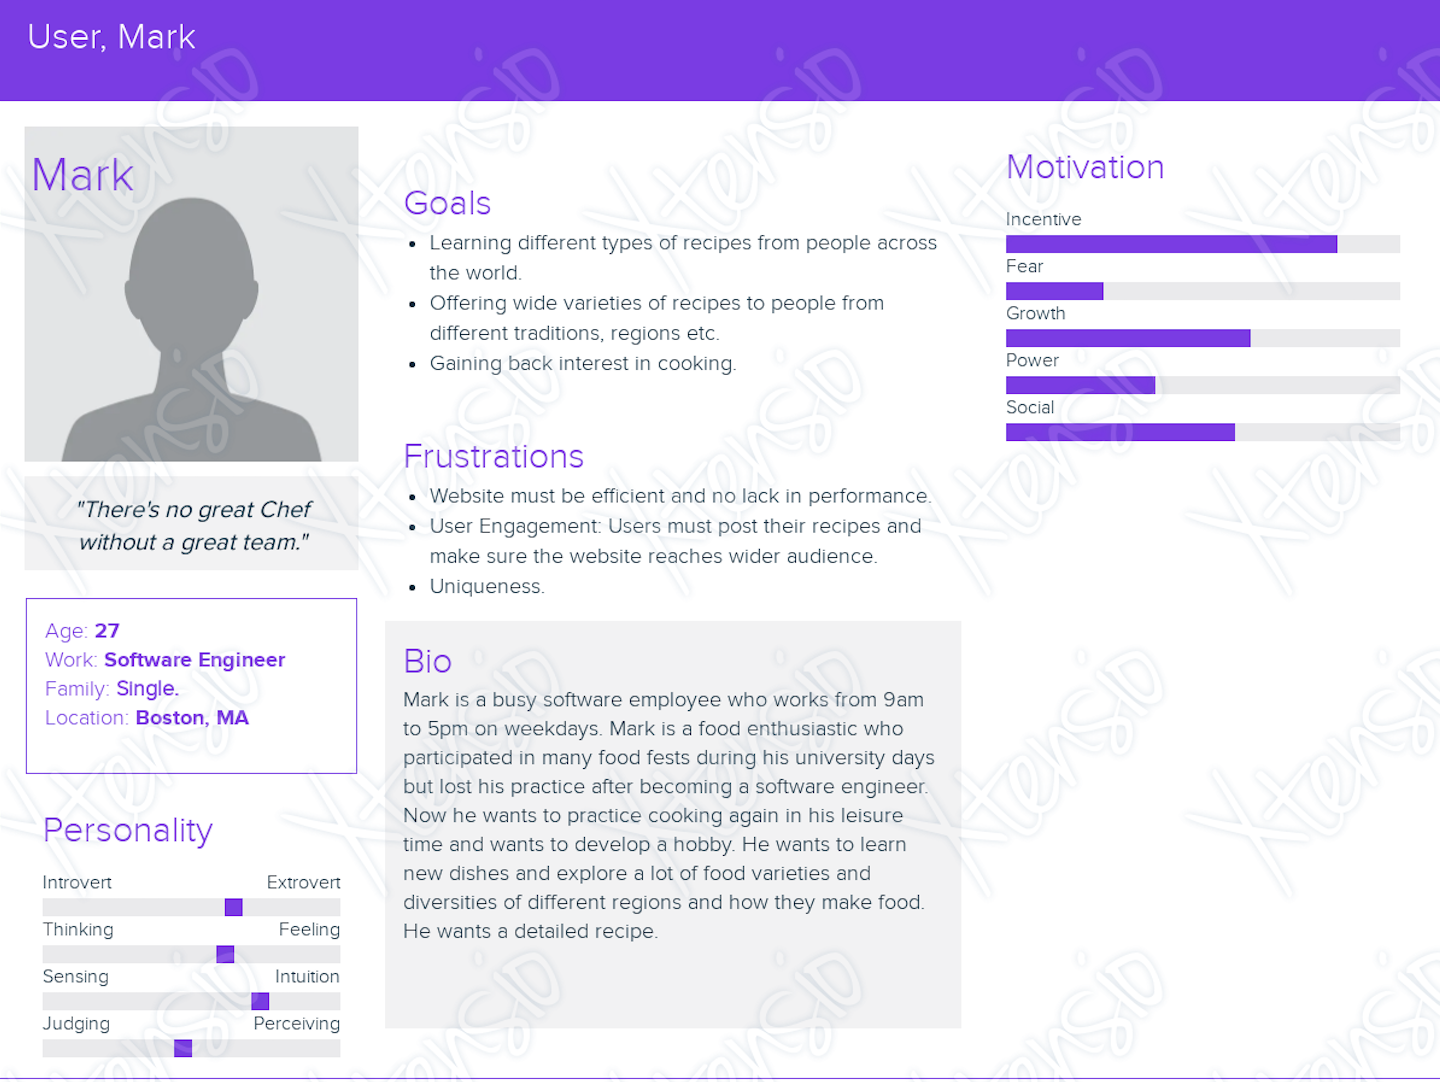 User, Mark
Mark
"There's no great Chef
without a great team."
Age: 27
Work: Software Engineer
Family: Single.
Location: Boston, MA
Personality
Introvert Extrovert
Thinking Feeling
Sensing Intuition
Judging Perceiving
Goals
• Learning different types of recipes from people across
the world.
• Offering wide varieties of recipes to people from
different traditions, regions etc.
• Gaining back interest in cooking.
Frustrations
• Website must be efficient and no lack in performance.
• User Engagement: Users must post their recipes and
make sure the website reaches wider audience.
• Uniqueness.
Bio
Mark is a busy software employee who works from 9am
to 5pm on weekdays. Mark is a food enthusiastic who
participated in many food fests during his university days
but lost his practice after becoming a software engineer.
Now he wants to practice cooking again in his leisure
time and wants to develop a hobby. He wants to learn
new dishes and explore a lot of food varieties and
diversities of different regions and how they make food.
He wants a detailed recipe.
Motivation
Incentive
Fear
Growth
Power
Social
Xtensio